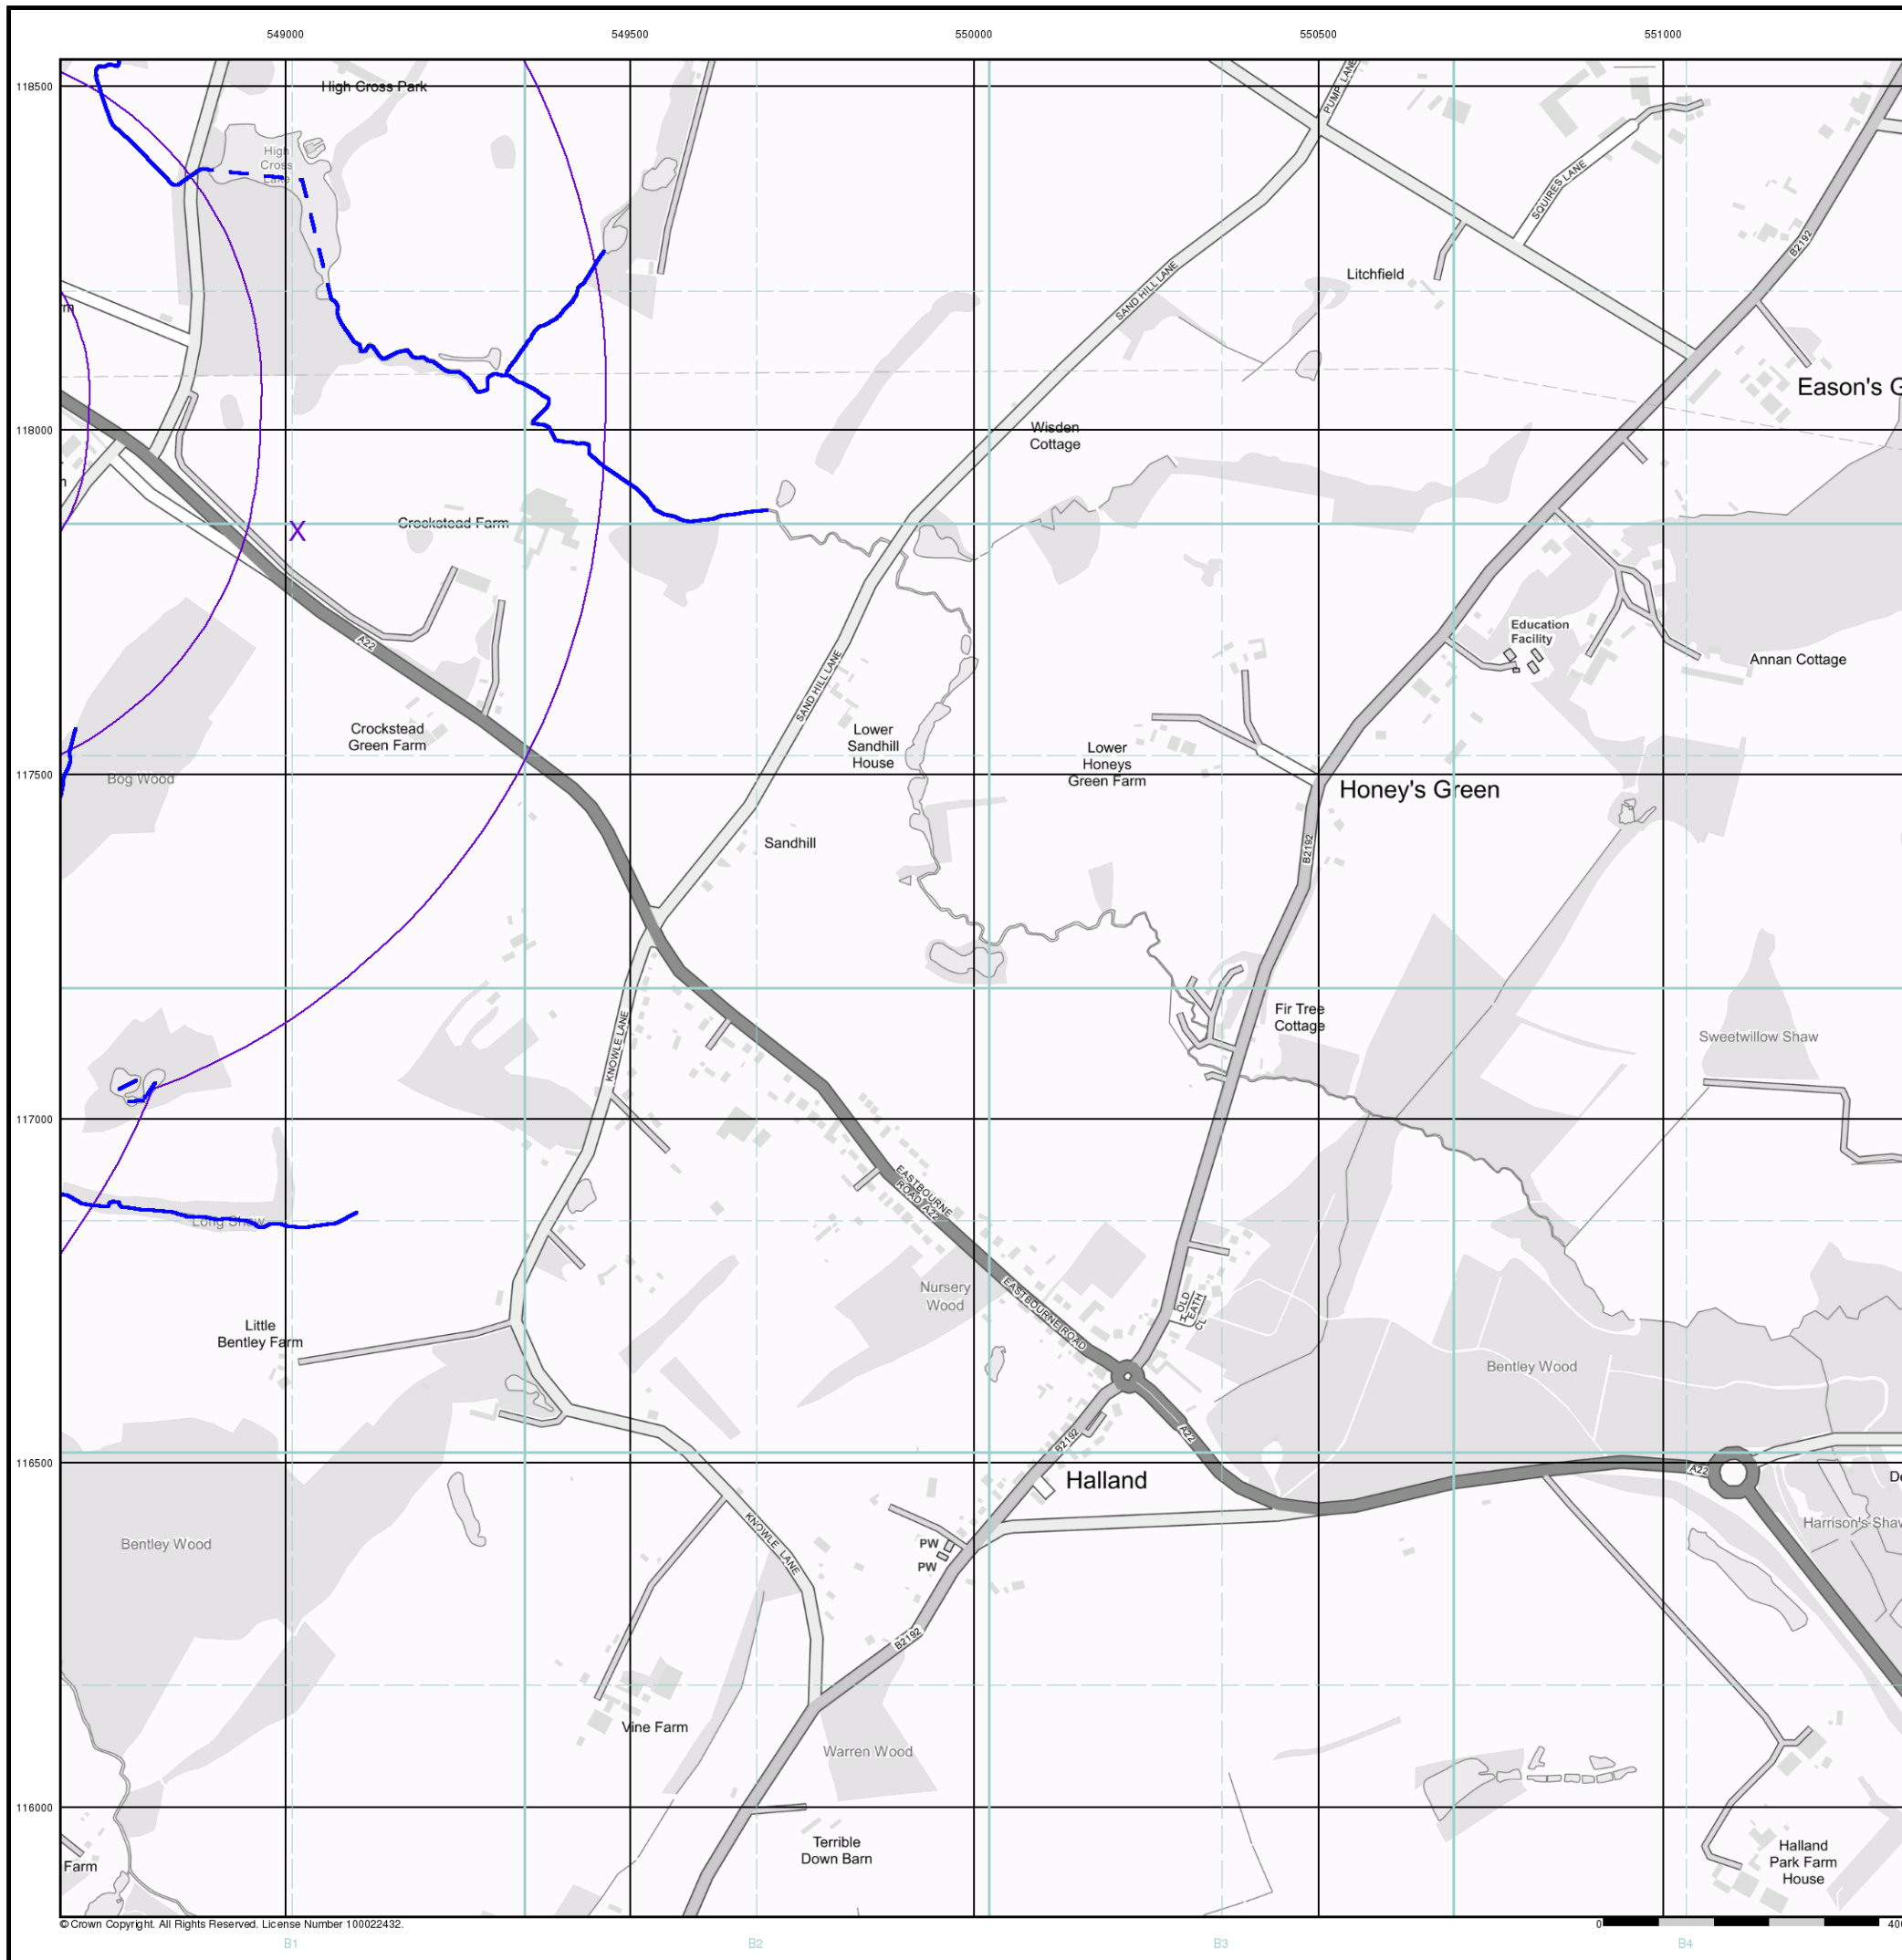 549000
549500
550000
550500
551000
118500
118000
117500
117000
116500
116000
High Cross Park
High
Cross
Lake
PUMP LANE
SQUIRES LANE
B2192
SAND HILL LANE
Litchfield
Eason's G
Wisden
Cottage
Crockstead Farm
X
A22
Education
Facility
Annan Cottage
SAND HILL LANE
Crockstead
Green Farm
Lower
Sandhill
House
Lower
Honeys
Green Farm
Bog Wood
Honey's Green
Sandhill
B2192
Fir Tree
Cottage
Sweetwillow Shaw
KNOWLE LANE
EASTBOURNE
ROAD A22
Long Shaw
Nursery
Wood
EASTBOURNE ROAD
OLD
HEATH
CL
Little
Bentley Farm
Bentley Wood
A22
B2192
A22
Halland
De
Harrison's Shaw
Bentley Wood
KNOWLE LANE
PW
PW
B2192
Vine Farm
Warren Wood
Terrible
Down Barn
Farm
Halland
Park Farm
House
© Crown Copyright. All Rights Reserved. License Number 100022432.
0
400
B1
B2
B3
B4